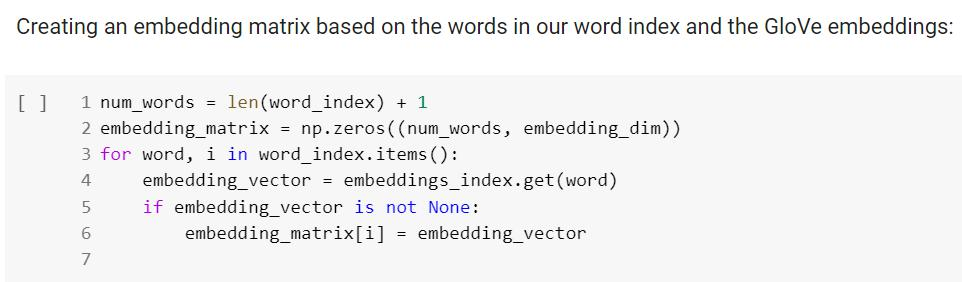 Creating an embedding matrix based on the words in our word index and the GloVe embeddings:
[ ] 1 num_words = len(word_index) + 1
2 embedding_matrix = np.zeros((num_words, embedding_dim))
3 for word, i in word_index.items():
4     embedding_vector = embeddings_index.get(word)
5     if embedding_vector is not None:
6         embedding_matrix[i] = embedding_vector
7